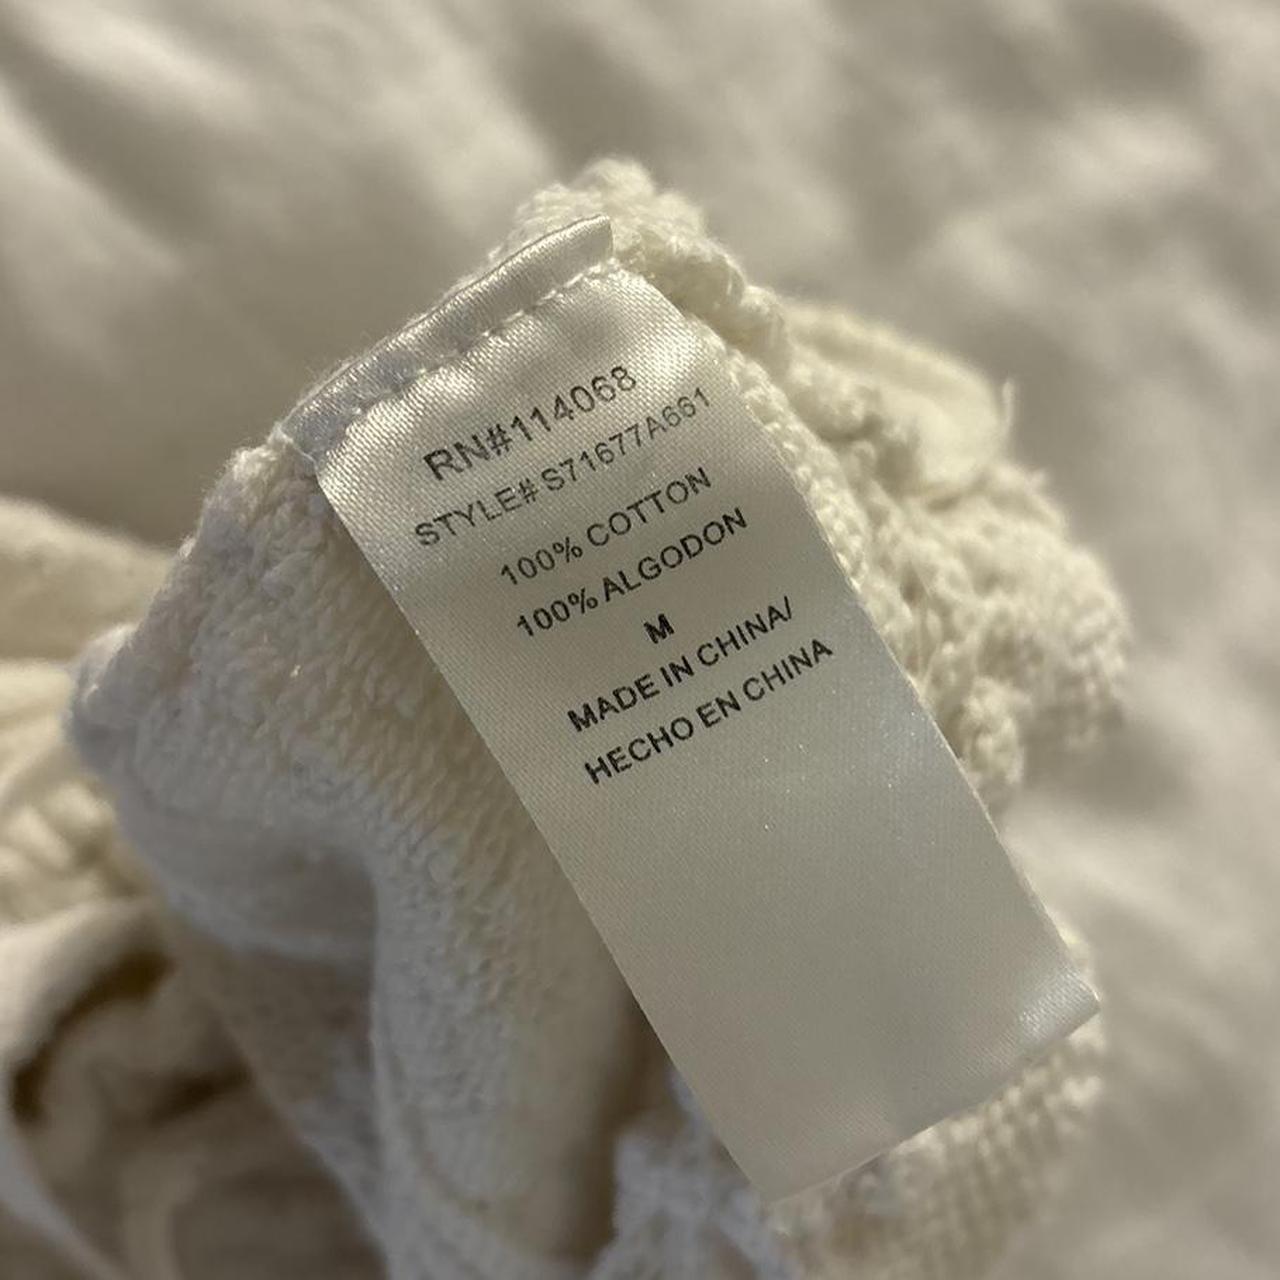 RN#114068
STYLE# S71677A661
100% COTTON
100% ALGODON
M
MADE IN CHINA/
HECHO EN CHINA